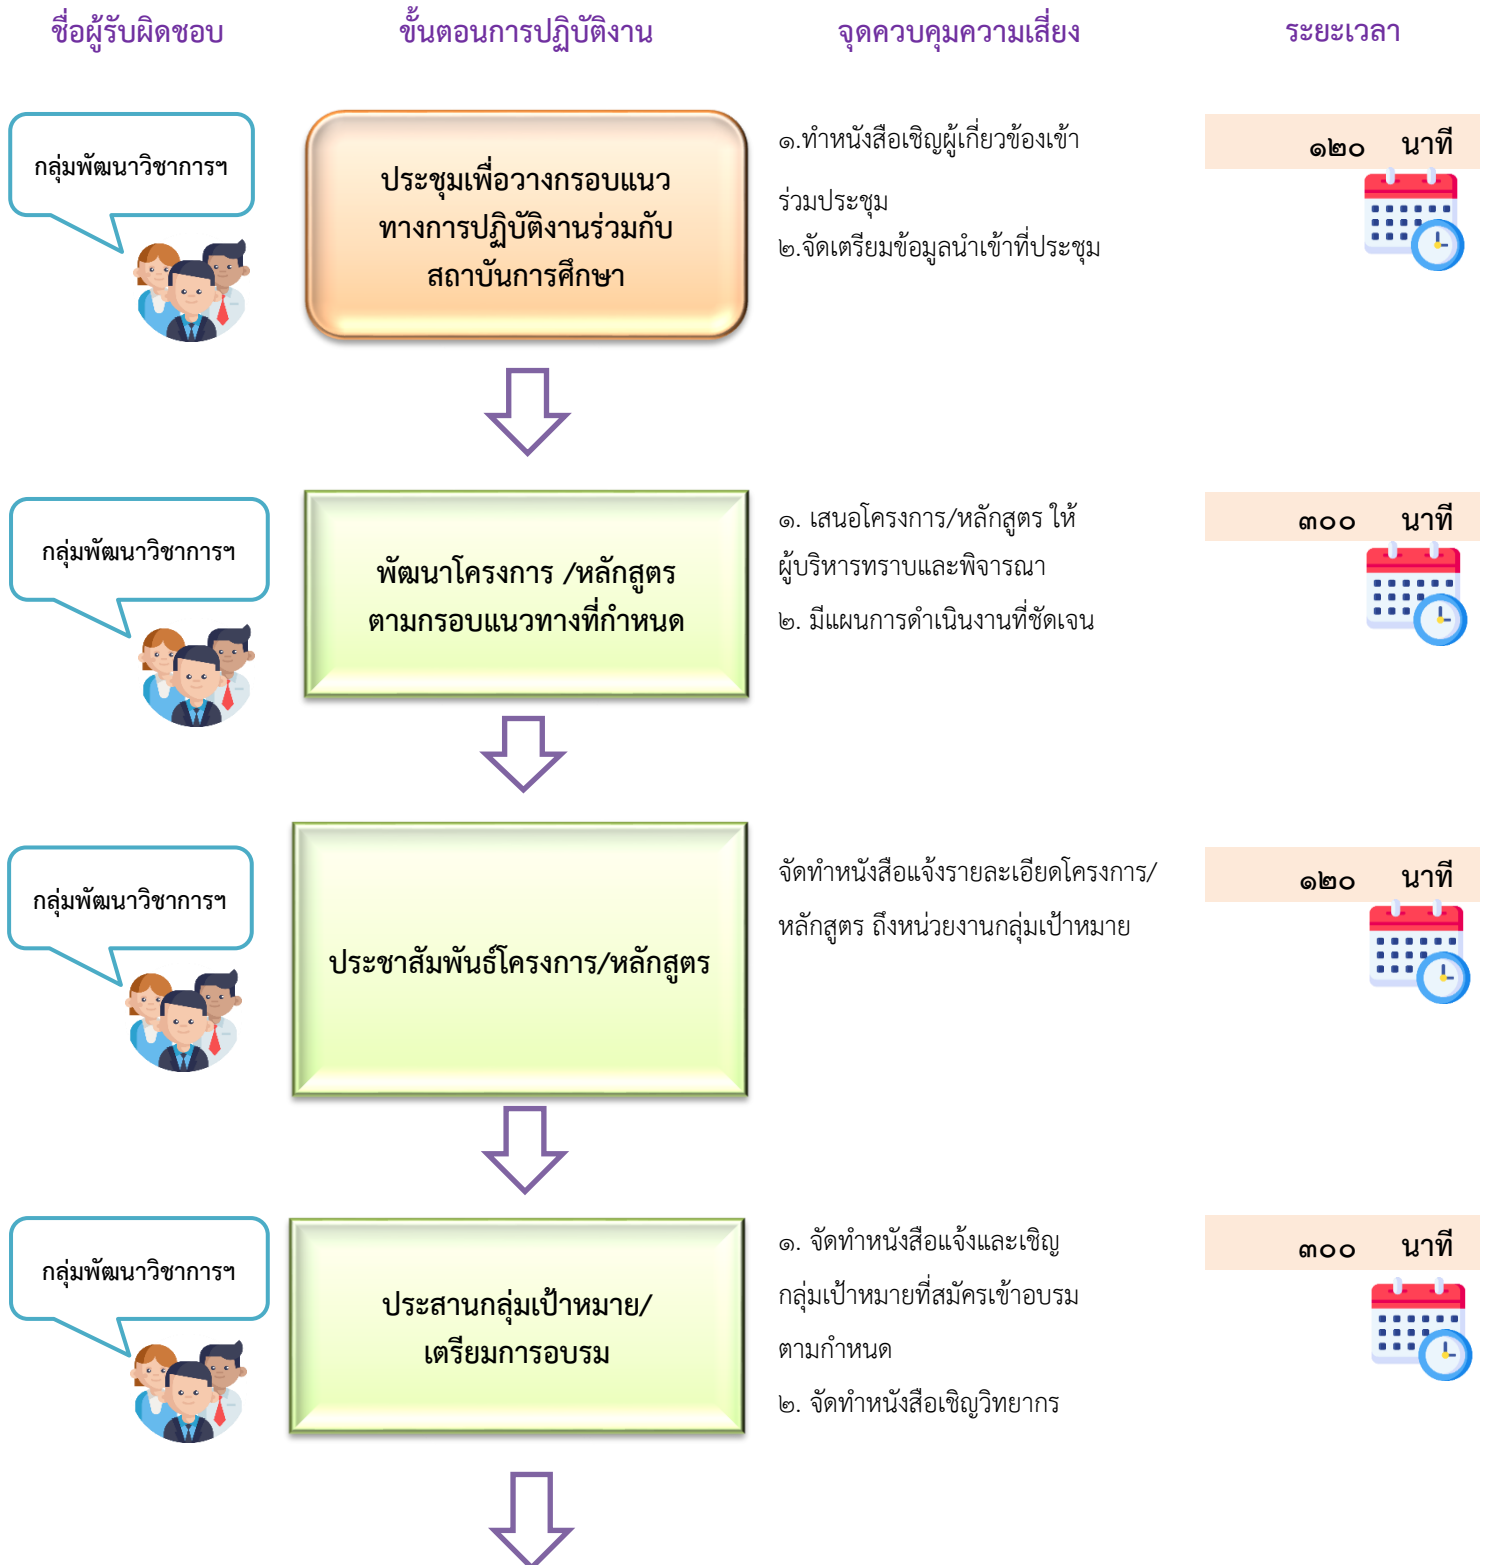 ชื่อผู้รับผิดชอบ
ขั้นตอนการปฏิบัติงาน
จุดควบคุมความเสี่ยง
ระยะเวลา
กลุ่มพัฒนาวิชาการฯ
ประชุมเพื่อวางกรอบแนว
ทางการปฏิบัติงานร่วมกับ
สถาบันการศึกษา
๑.ทำหนังสือเชิญผู้เกี่ยวข้องเข้า
ร่วมประชุม
๒.จัดเตรียมข้อมูลนำเข้าที่ประชุม
๑๒๐ นาที
กลุ่มพัฒนาวิชาการฯ
พัฒนาโครงการ /หลักสูตร
ตามกรอบแนวทางที่กำหนด
๑. เสนอโครงการ/หลักสูตร ให้
ผู้บริหารทราบและพิจารณา
๒. มีแผนการดำเนินงานที่ชัดเจน
๓๐๐ นาที
กลุ่มพัฒนาวิชาการฯ
ประชาสัมพันธ์โครงการ/หลักสูตร
จัดทำหนังสือแจ้งรายละเอียดโครงการ/
หลักสูตร ถึงหน่วยงานกลุ่มเป้าหมาย
๑๒๐ นาที
กลุ่มพัฒนาวิชาการฯ
ประสานกลุ่มเป้าหมาย/
เตรียมการอบรม
๑. จัดทำหนังสือแจ้งและเชิญ
กลุ่มเป้าหมายที่สมัครเข้าอบรม
ตามกำหนด
๒. จัดทำหนังสือเชิญวิทยากร
๓๐๐ นาที